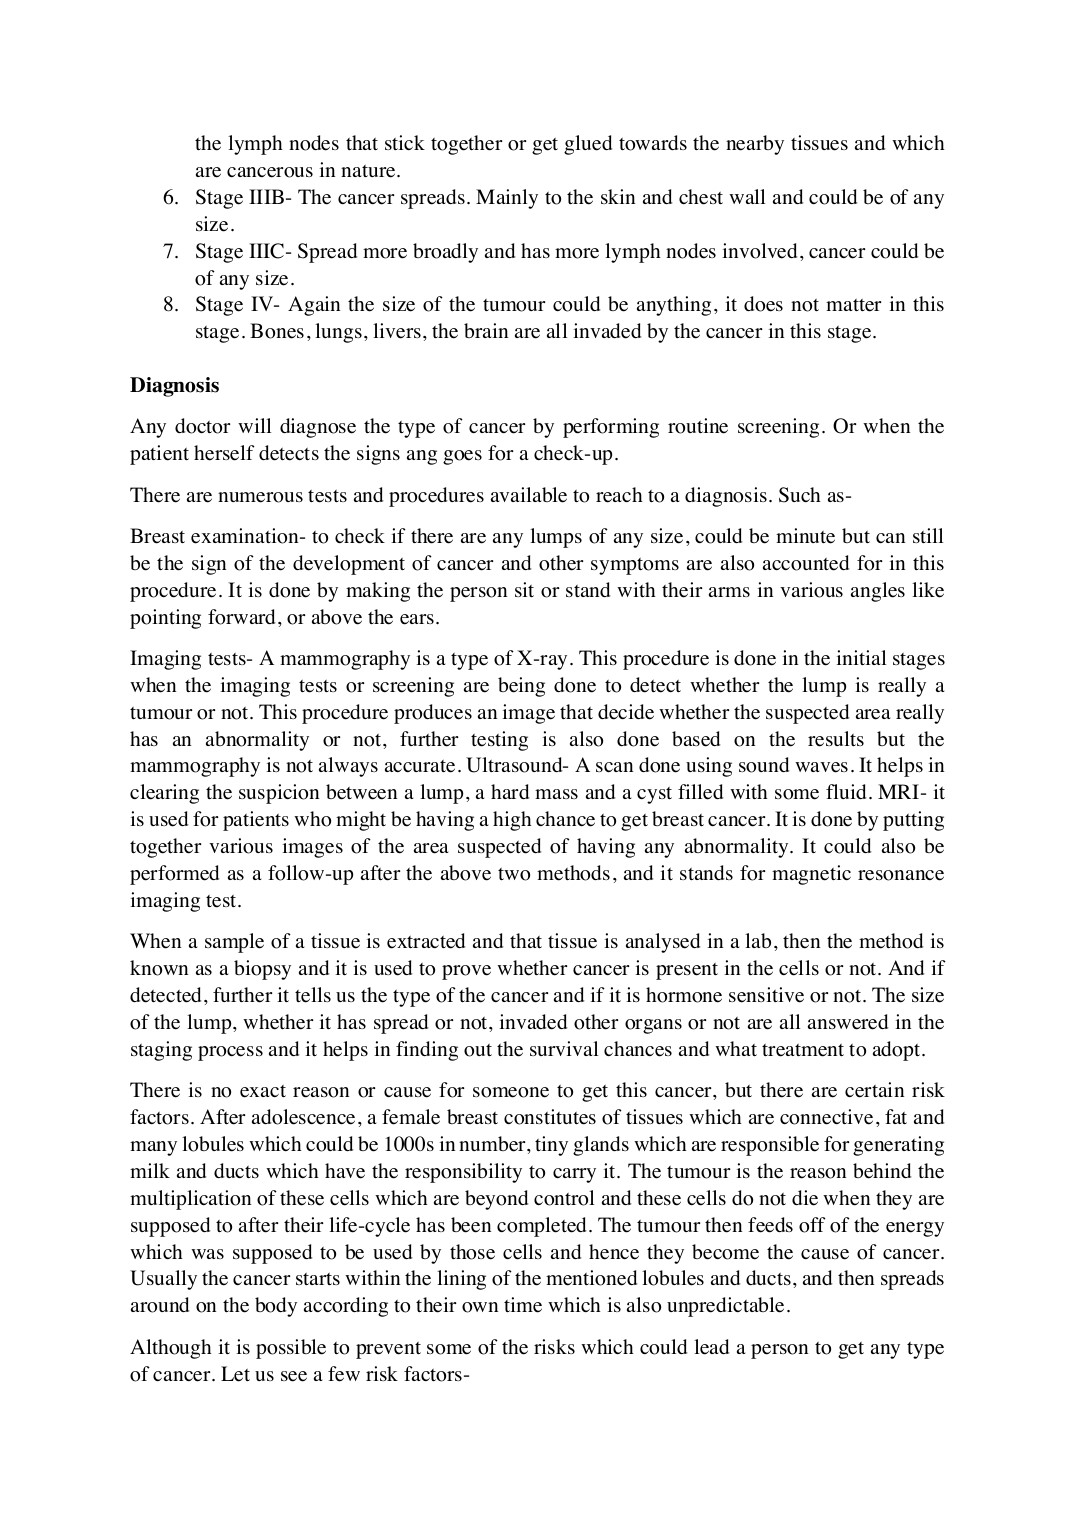 the lymph nodes that stick together or get glued towards the nearby tissues and which
are cancerous in nature.
6. Stage IIIB- The cancer spreads. Mainly to the skin and chest wall and could be of any
size.
7. Stage IIIC- Spread more broadly and has more lymph nodes involved, cancer could be
of any size.
8. Stage IV- Again the size of the tumour could be anything, it does not matter in this
stage. Bones, lungs, livers, the brain are all invaded by the cancer in this stage.
Diagnosis
Any doctor will diagnose the type of cancer by performing routine screening. Or when the
patient herself detects the signs ang goes for a check-up.
There are numerous tests and procedures available to reach to a diagnosis. Such as-
Breast examination- to check if there are any lumps of any size, could be minute but can still
be the sign of the development of cancer and other symptoms are also accounted for in this
procedure. It is done by making the person sit or stand with their arms in various angles like
pointing forward, or above the ears.
Imaging tests- A mammography is a type of X-ray. This procedure is done in the initial stages
when the imaging tests or screening are being done to detect whether the lump is really a
tumour or not. This procedure produces an image that decide whether the suspected area really
has an abnormality or not, further testing is also done based on the results but the
mammography is not always accurate. Ultrasound- A scan done using sound waves. It helps in
clearing the suspicion between a lump, a hard mass and a cyst filled with some fluid. MRI- it
is used for patients who might be having a high chance to get breast cancer. It is done by putting
together various images of the area suspected of having any abnormality. It could also be
performed as a follow-up after the above two methods, and it stands for magnetic resonance
imaging test.
When a sample of a tissue is extracted and that tissue is analysed in a lab, then the method is
known as a biopsy and it is used to prove whether cancer is present in the cells or not. And if
detected, further it tells us the type of the cancer and if it is hormone sensitive or not. The size
of the lump, whether it has spread or not, invaded other organs or not are all answered in the
staging process and it helps in finding out the survival chances and what treatment to adopt.
There is no exact reason or cause for someone to get this cancer, but there are certain risk
factors. After adolescence, a female breast constitutes of tissues which are connective, fat and
many lobules which could be 1000s in number, tiny glands which are responsible for generating
milk and ducts which have the responsibility to carry it. The tumour is the reason behind the
multiplication of these cells which are beyond control and these cells do not die when they are
supposed to after their life-cycle has been completed. The tumour then feeds off of the energy
which was supposed to be used by those cells and hence they become the cause of cancer.
Usually the cancer starts within the lining of the mentioned lobules and ducts, and then spreads
around on the body according to their own time which is also unpredictable.
Although it is possible to prevent some of the risks which could lead a person to get any type
of cancer. Let us see a few risk factors-